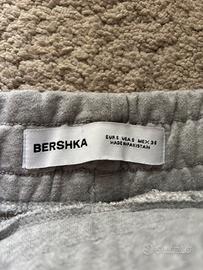 BERSHKA
EUR S USA S MEX 26
MADE IN PAKISTAN